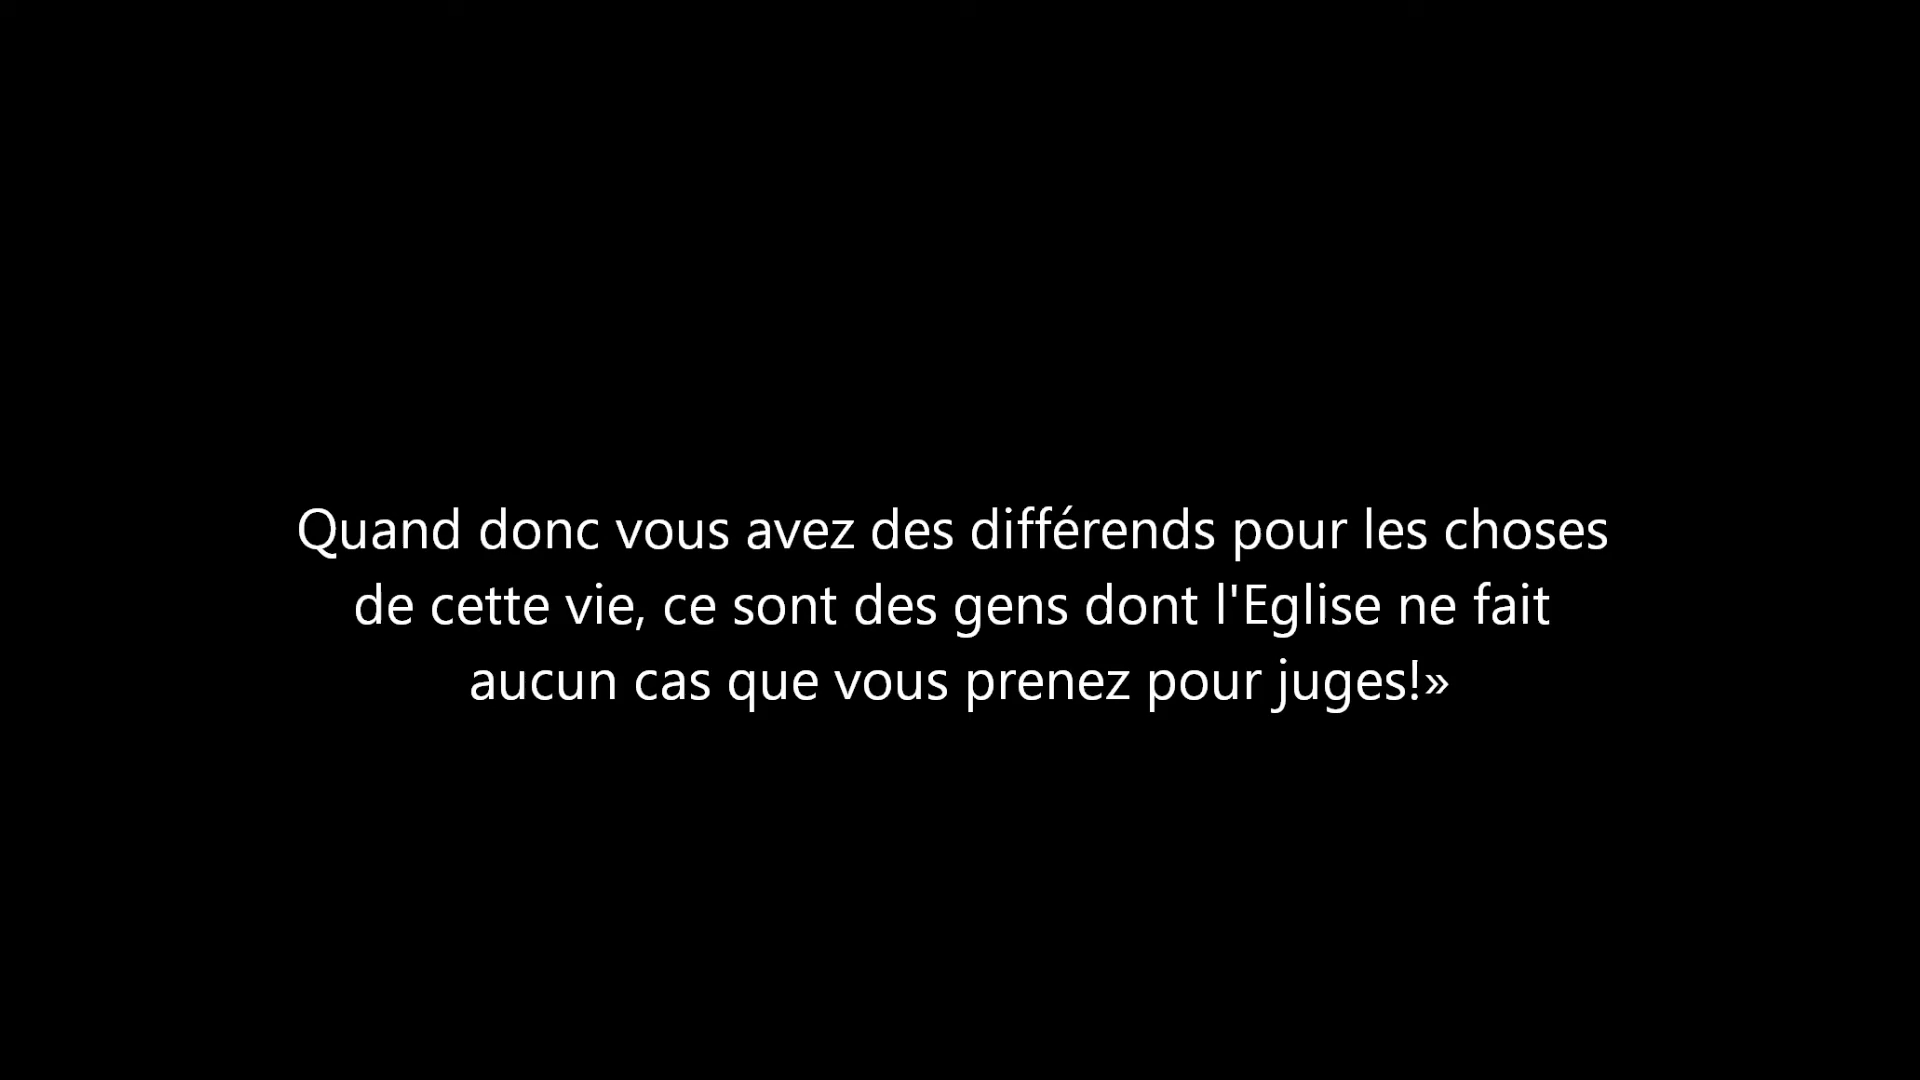 Quand donc vous avez des différends pour les choses
de cette vie, ce sont des gens dont l'Eglise ne fait
aucun cas que vous prenez pour juges!»